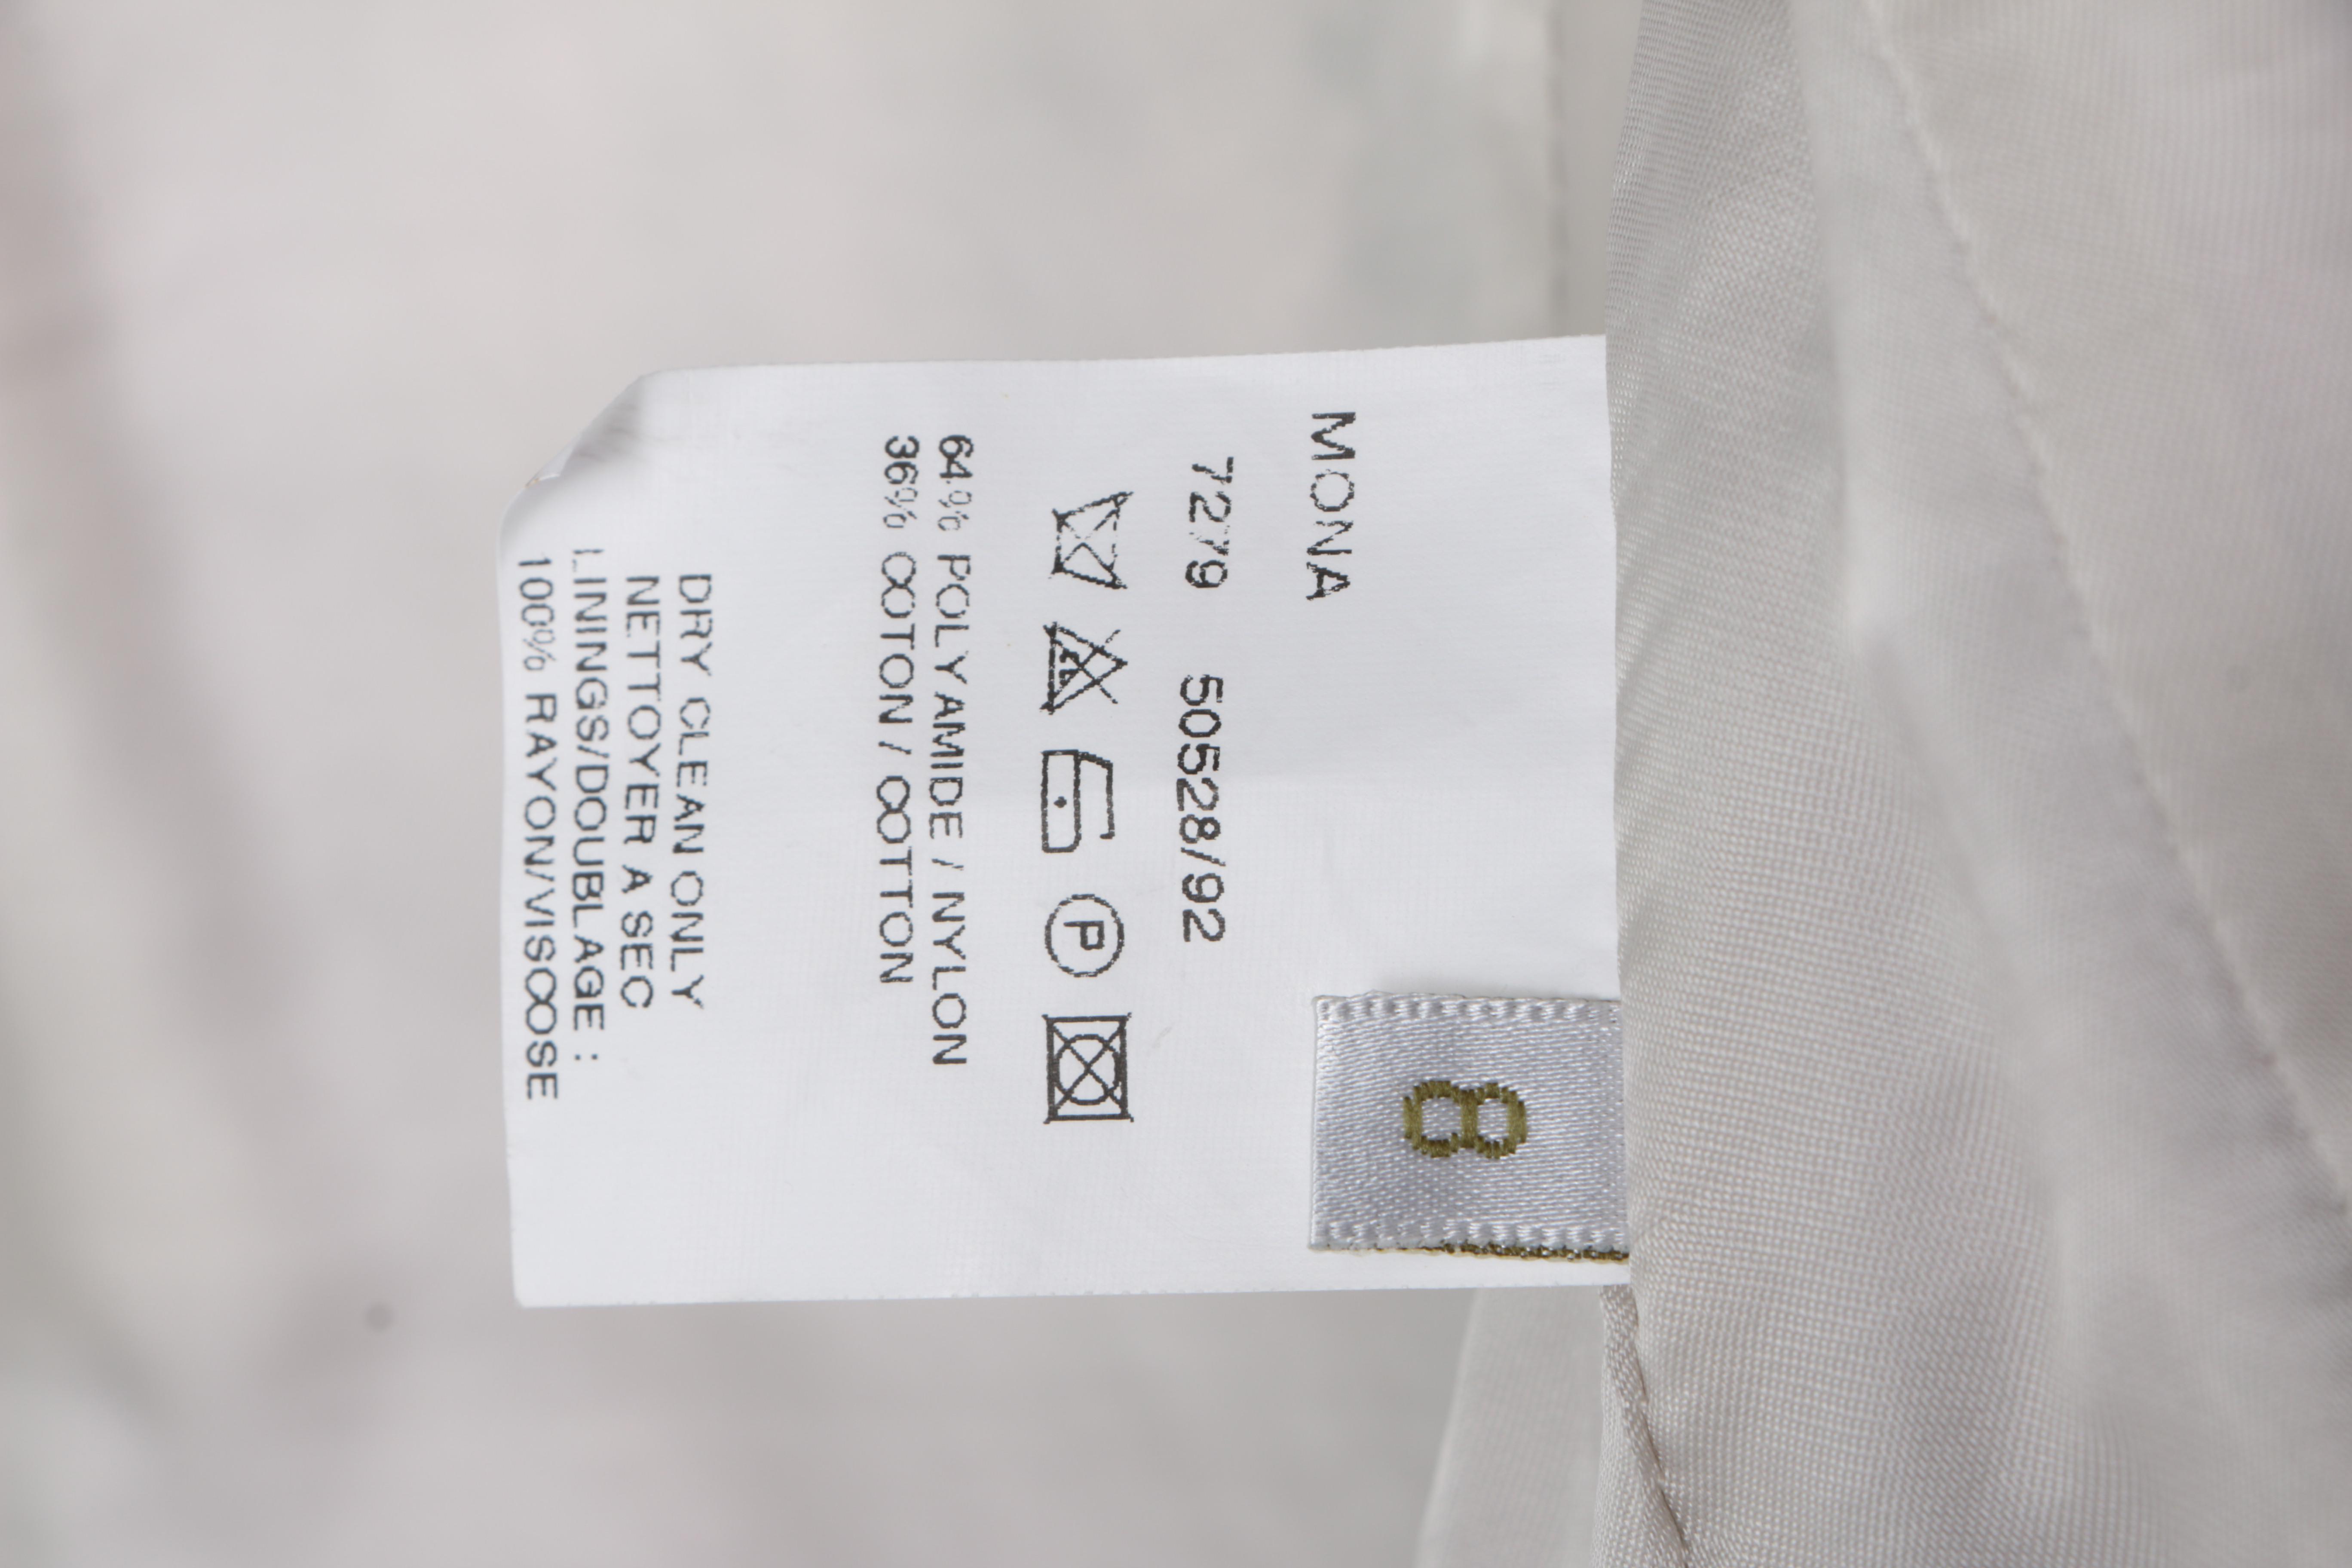 MONA
8
7279 50528/92
CL
P
64% POLYAMIDE / NYLON
36% COTON / COTTON
DRY CLEAN ONLY
NETTOYER A SEC
LININGS/DOUBLAGE :
100% RAYON/VISCOSE